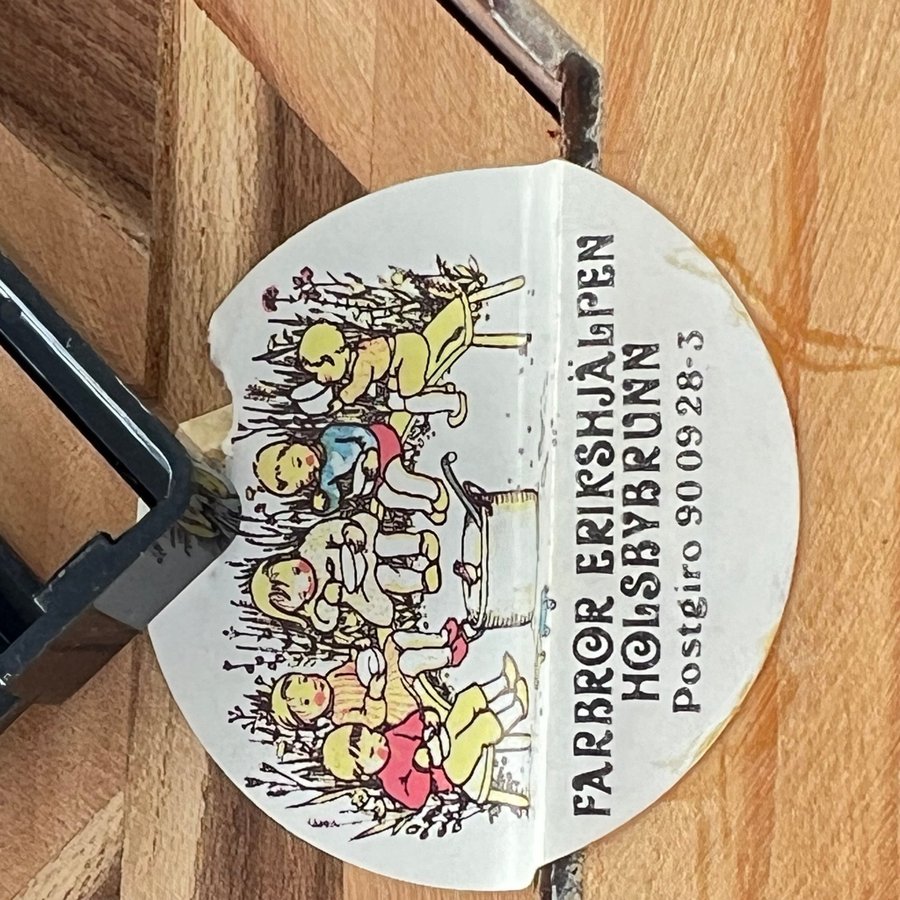 FARBROR ERIKSHJÄLPEN
HOLSBYBRUNN
Postgiro 90 09 28-3